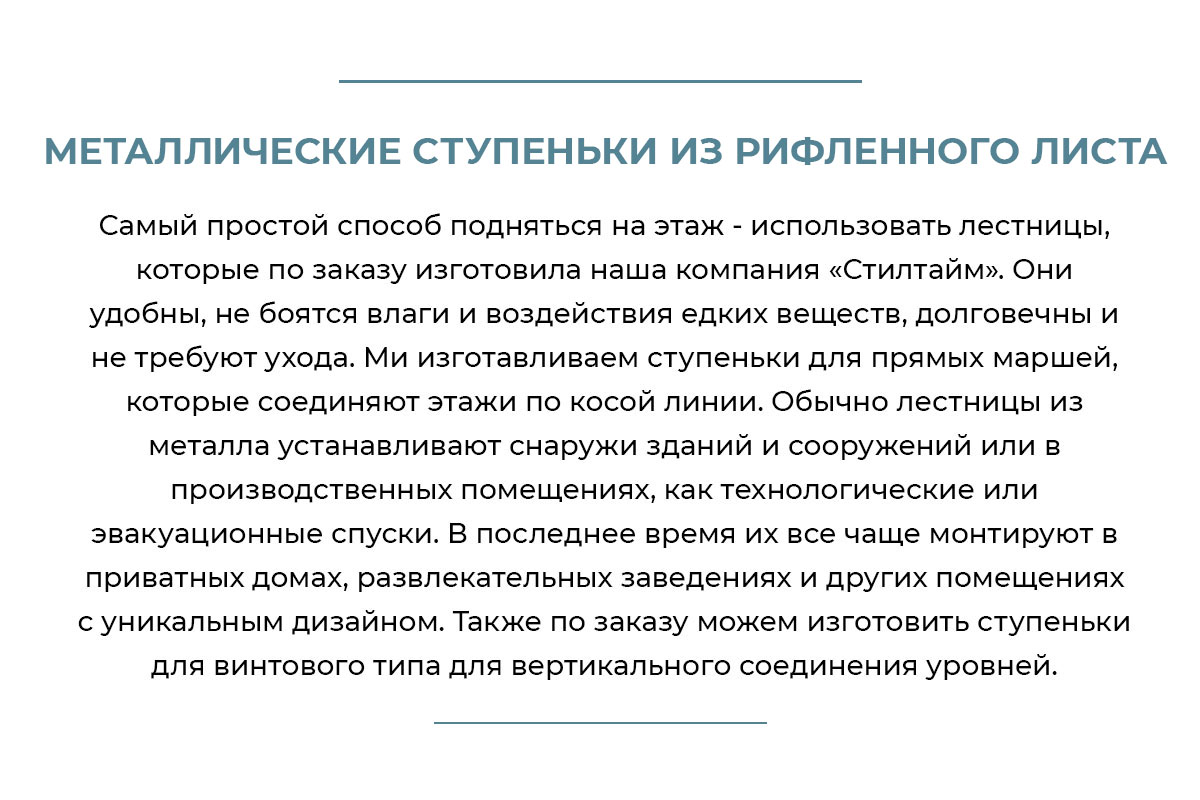 МЕТАЛЛИЧЕСКИЕ СТУПЕНЬКИ ИЗ РИФЛЕННОГО ЛИСТА
Самый простой способ подняться на этаж - использовать лестницы,
которые по заказу изготовила наша компания «Стилтайм». Они
удобны, не боятся влаги и воздействия едких веществ, долговечны и
не требуют ухода. Ми изготавливаем ступеньки для прямых маршей,
которые соединяют этажи по косой линии. Обычно лестницы из
металла устанавливают снаружи зданий и сооружений или в
производственных помещениях, как технологические или
эвакуационные спуски. В последнее время их все чаще монтируют в
приватных домах, развлекательных заведениях и других помещениях
с уникальным дизайном. Также по заказу можем изготовить ступеньки
для винтового типа для вертикального соединения уровней.